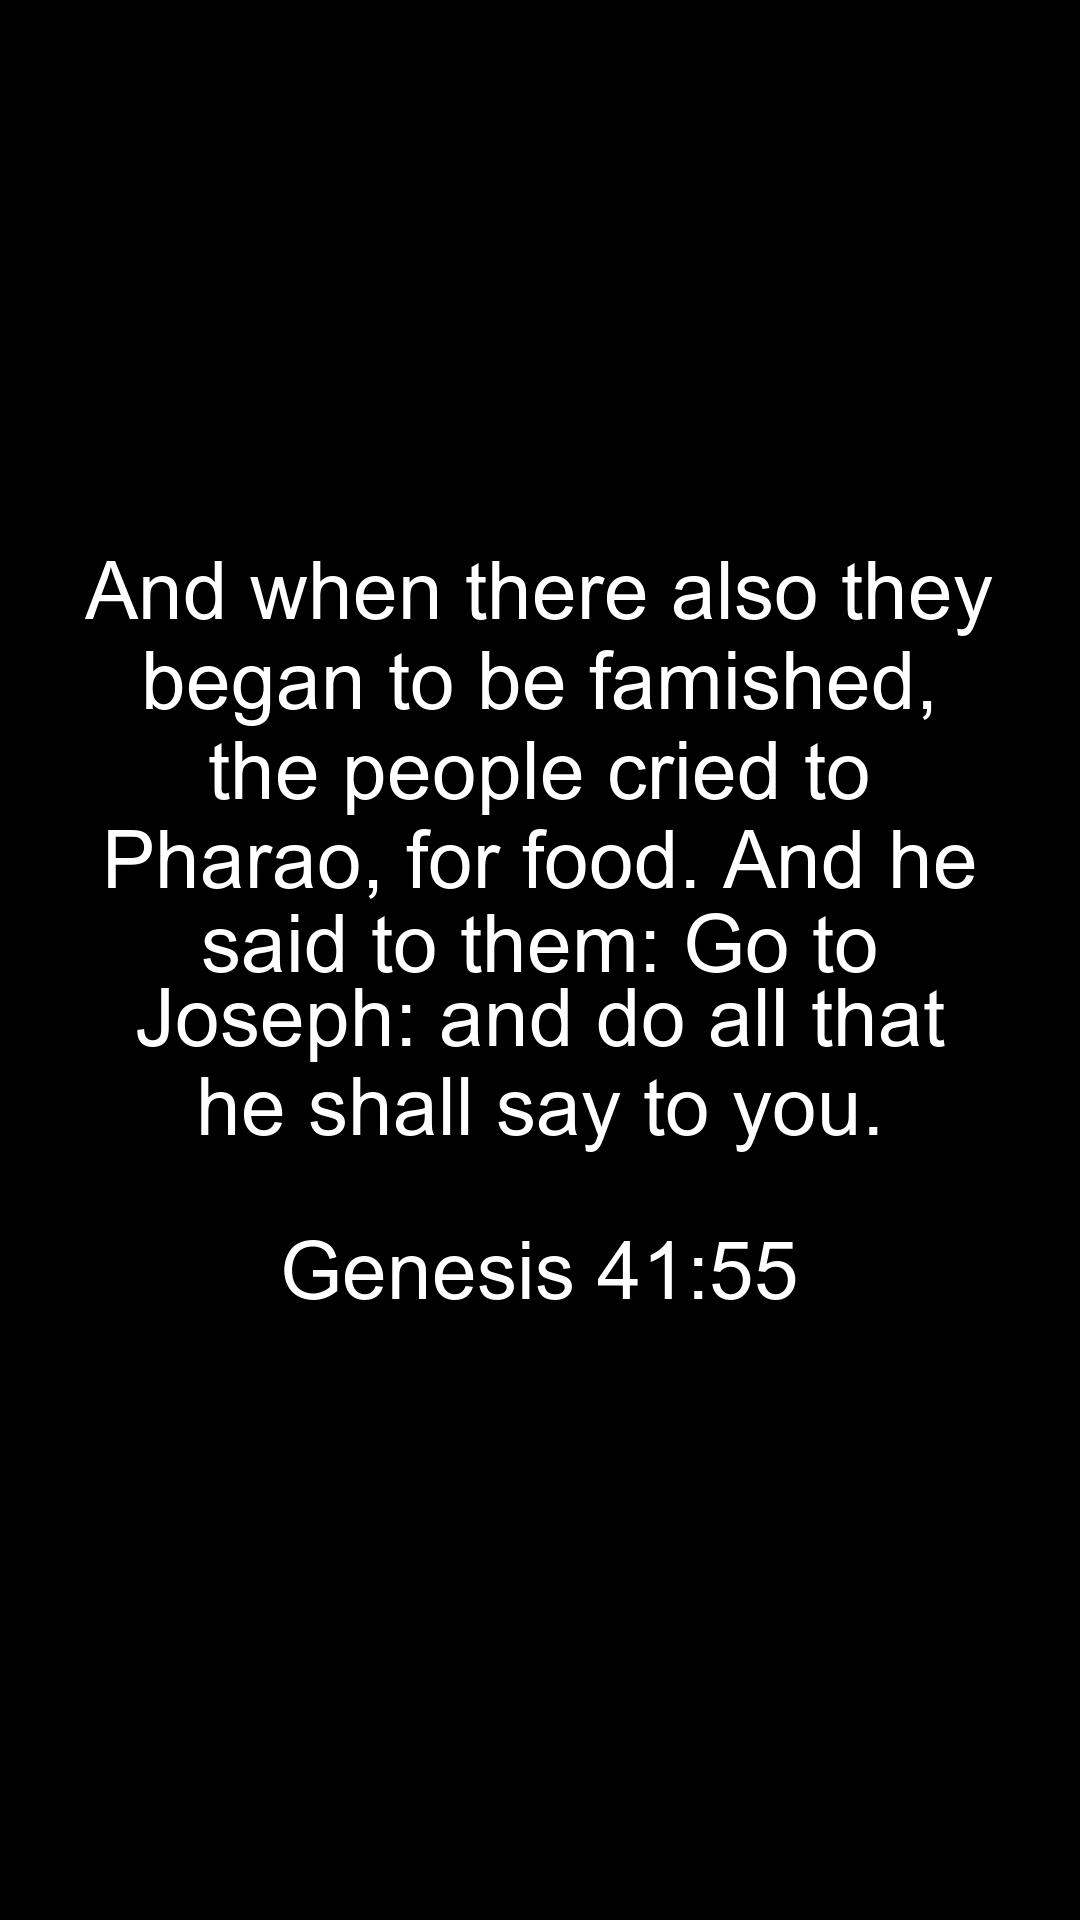 And when there also they
began to be famished,
the people cried to
Pharao, for food. And he
said to them: Go to
Joseph: and do all that
he shall say to you.
Genesis 41:55